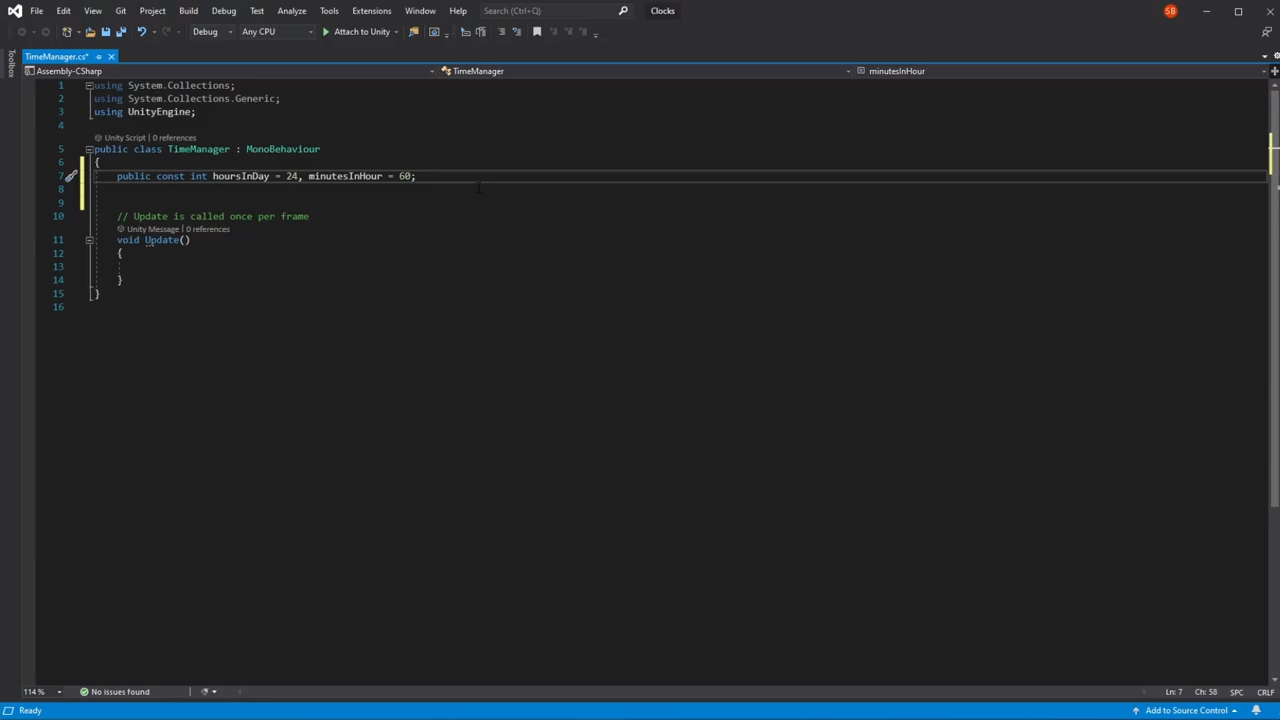 File Edit View Git Project Build Debug Test Analyze Tools Extensions Window Help Search (Ctrl+Q) Clocks SB
Debug Any CPU Attach to Unity
TimeManager.cs*
Toolbox
Assembly-CSharp TimeManager minutesInHour
1 using System.Collections;
2 using System.Collections.Generic;
3 using UnityEngine;
4
Unity Script | 0 references
5 public class TimeManager : MonoBehaviour
6 {
7 public const int hoursInDay = 24, minutesInHour = 60;
8
9
10 // Update is called once per frame
Unity Message | 0 references
11 void Update()
12 {
13
14 }
15 }
16
114 % No issues found Ln: 7 Ch: 58 SPC CRLF
Ready Add to Source Control